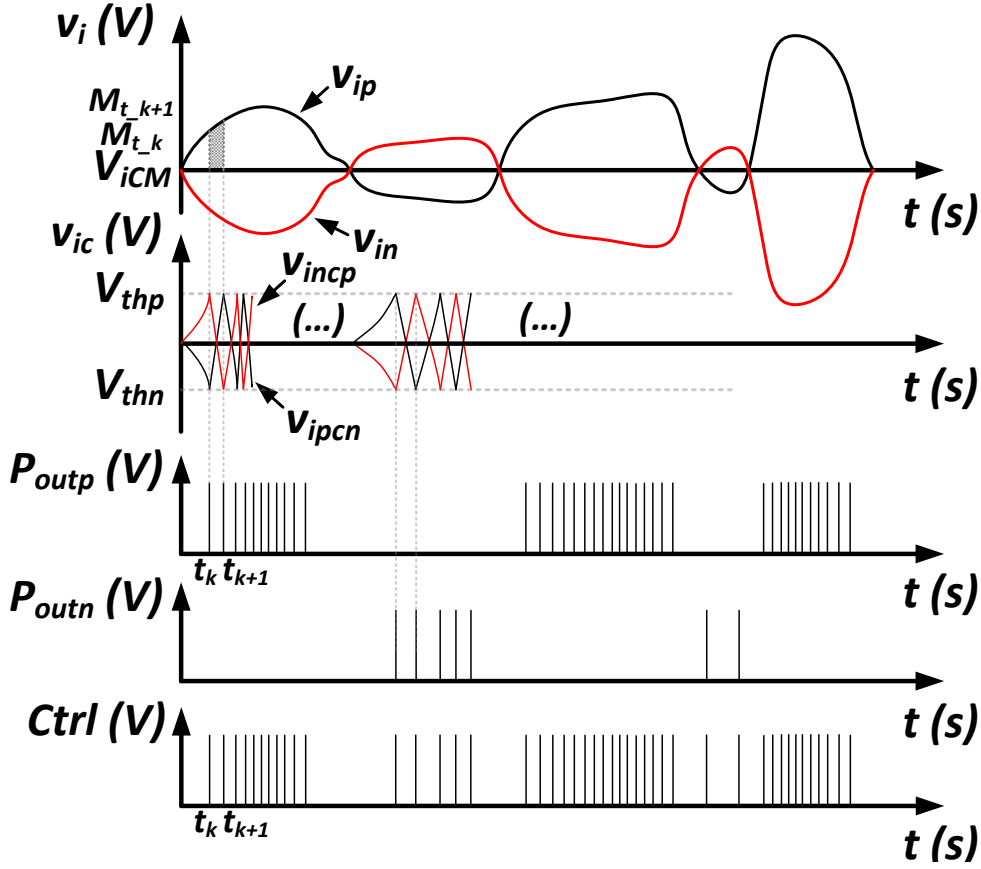 v_i (V)
v_ip
M_t_k+1
M_t_k
V_iCM
t (s)
v_in
v_ic (V)
v_incp
V_thp
(...) (...)
t (s)
V_thn
v_ipcn
P_outp (V)
t_k t_k+1
t (s)
P_outn (V)
t (s)
Ctrl (V)
t_k t_k+1
t (s)